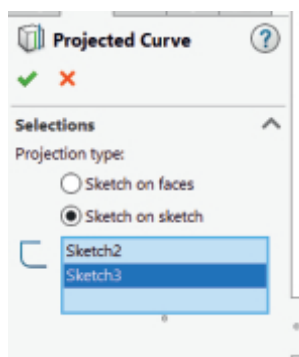 Projected Curve
Selections
Projection type:
Sketch on faces
Sketch on sketch
Sketch2
Sketch3